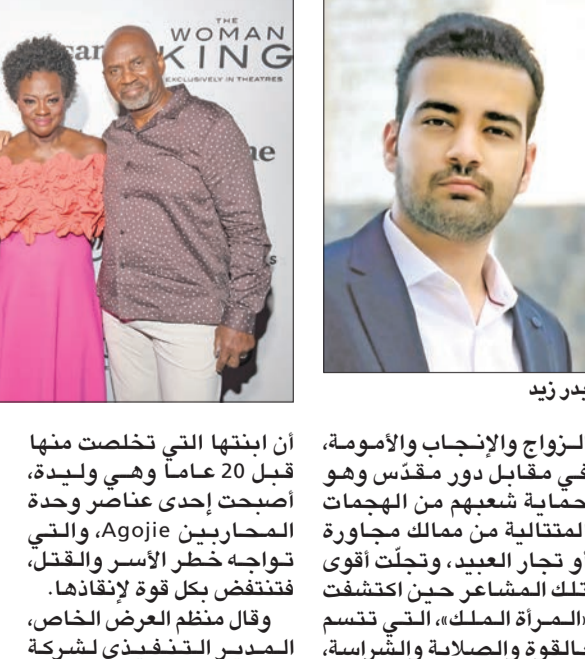 THE
WOMAN
KING
EXCLUSIVELY IN THEATRES
بدر زيد
الزواج والإنجاب والأمومة،
في مقابل دور مقدّس وهو
حماية شعبهم من الهجمات
المتتالية من ممالك مجاورة
أو تجار العبيد، وتجلّت أقوى
تلك المشاعر حين اكتشفت
«المرأة الملك»، التي تتسم
بالقوة والصلابة والشراسة،
أن ابنتها التي تخلصت منها
قبل 20 عاماً وهي وليدة،
أصبحت إحدى عناصر وحدة
المحاربين Agojie، والتي
تواجه خطر الأسر والقتل،
فتنتفض بكل قوة لإنقاذها.
وقال منظم العرض الخاص،
المدير التنفيذي لشركة